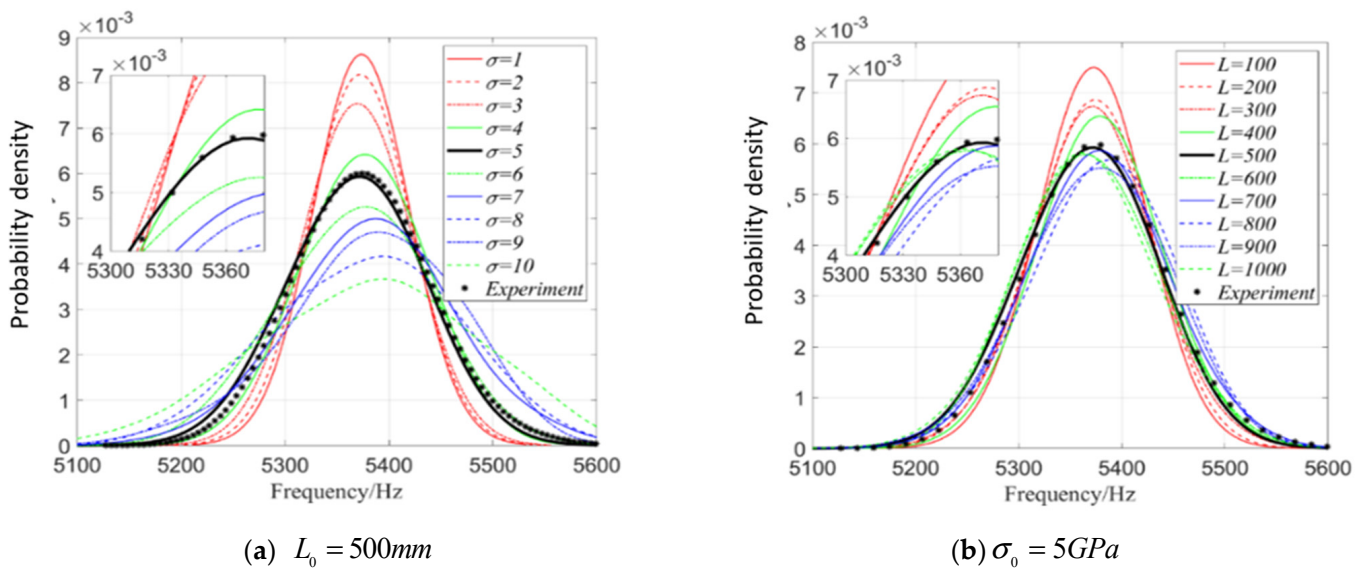 ×10⁻³
9
8
7
6
5
4
3
2
1
0
Probability density
×10⁻³
7
6
5
4
5300 5330 5360
σ=1
σ=2
σ=3
σ=4
σ=5
σ=6
σ=7
σ=8
σ=9
σ=10
Experiment
5100 5200 5300 5400 5500 5600
Frequency/Hz
(a) L₀ = 500mm
×10⁻³
8
7
6
5
4
3
2
1
0
Probability density
×10⁻³
7
6
5
4
5300 5330 5360
L=100
L=200
L=300
L=400
L=500
L=600
L=700
L=800
L=900
L=1000
Experiment
5100 5200 5300 5400 5500 5600
Frequency/Hz
(b) σ₀ = 5GPa